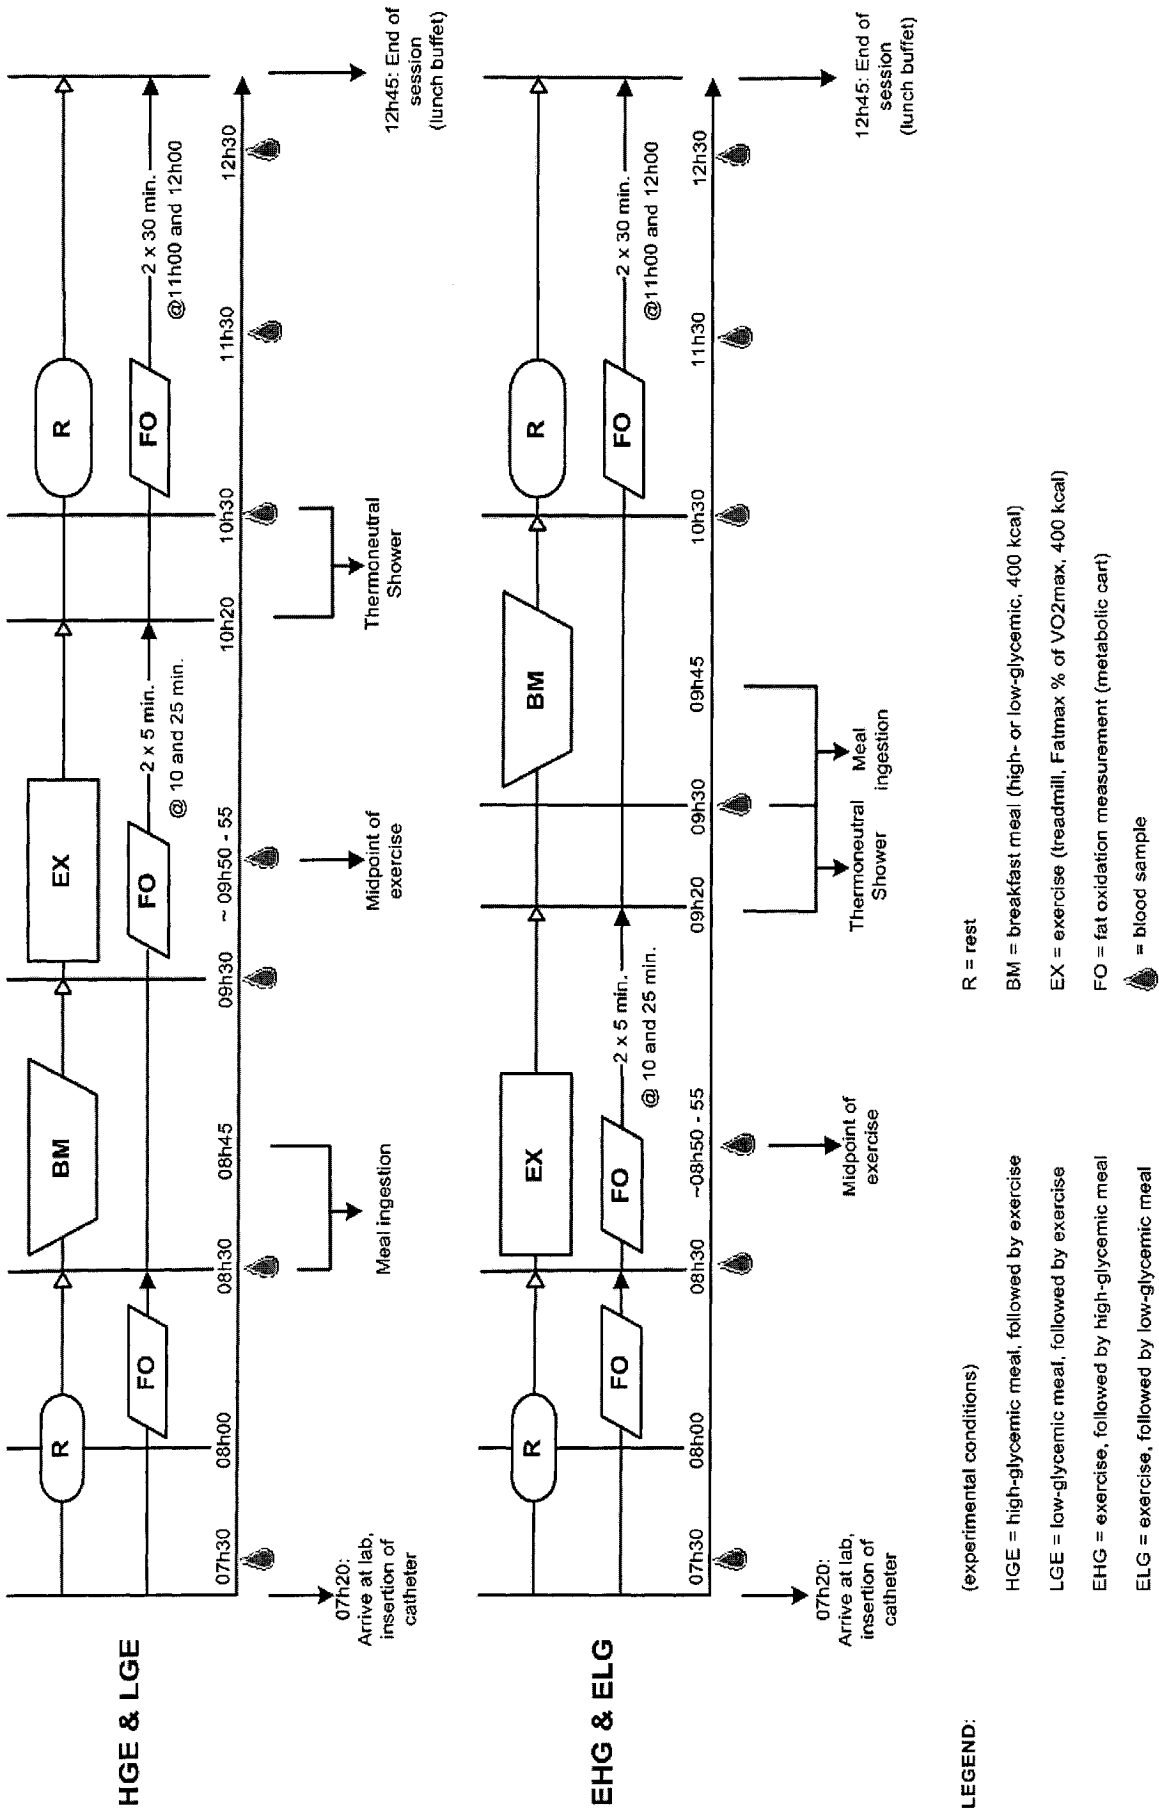 HGE & LGE
R
BM
EX
R
FO
FO
2 x 5 min.
@ 10 and 25 min.
FO
2 x 30 min.
@11h00 and 12h00
07h30
08h00
08h30
08h45
09h30
~ 09h50 - 55
10h20
10h30
11h30
12h30
07h20:
Arrive at lab,
insertion of
catheter
Meal ingestion
Midpoint of
exercise
Thermoneutral
Shower
12h45: End of
session
(lunch buffet)
EHG & ELG
R
EX
BM
R
FO
FO
2 x 5 min.
@ 10 and 25 min.
FO
2 x 30 min.
@11h00 and 12h00
07h30
08h00
08h30
~08h50 - 55
09h20
09h30
09h45
10h30
11h30
12h30
07h20:
Arrive at lab,
insertion of
catheter
Midpoint of
exercise
Thermoneutral
Shower
Meal
ingestion
12h45: End of
session
(lunch buffet)
LEGEND:
(experimental conditions)
HGE = high-glycemic meal, followed by exercise
LGE = low-glycemic meal, followed by exercise
EHG = exercise, followed by high-glycemic meal
ELG = exercise, followed by low-glycemic meal
R = rest
BM = breakfast meal (high- or low-glycemic, 400 kcal)
EX = exercise (treadmill, Fatmax % of VO2max, 400 kcal)
FO = fat oxidation measurement (metabolic cart)
= blood sample